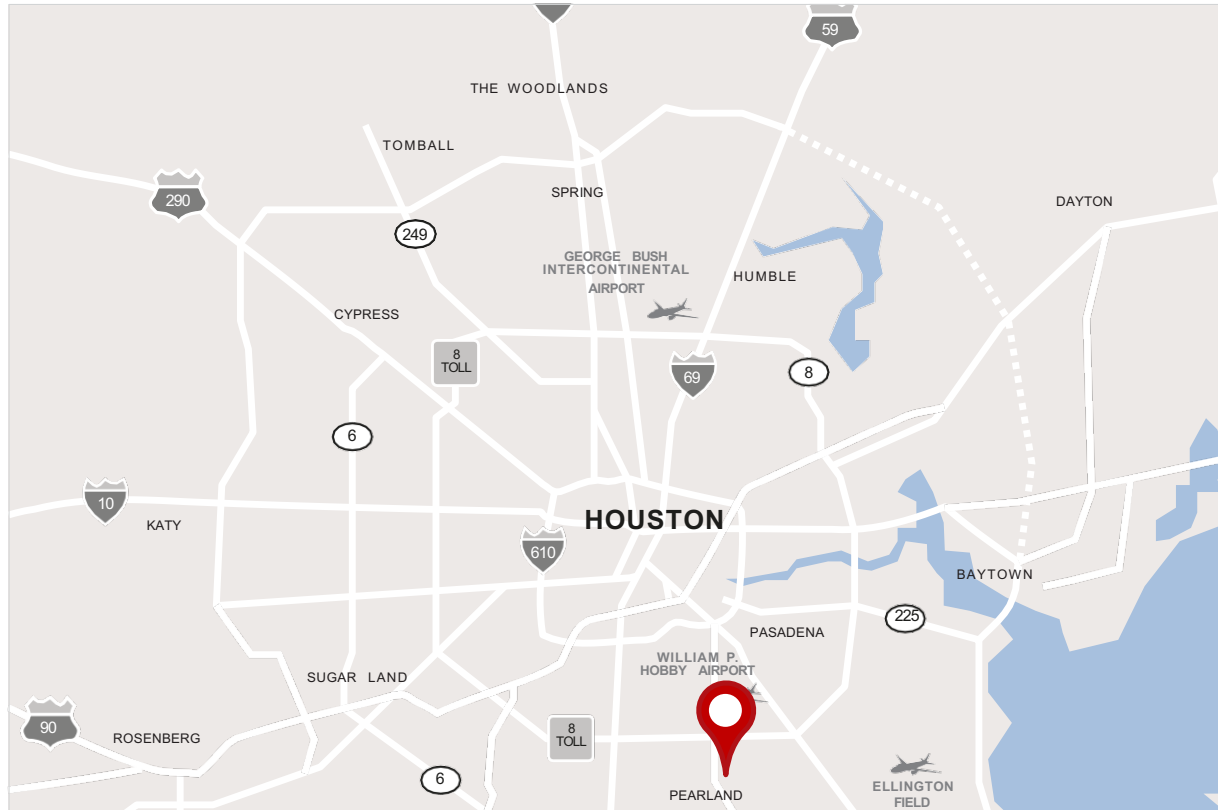 59
THE WOODLANDS
TOMBALL
SPRING
290
DAYTON
249
GEORGE BUSH
INTERCONTINENTAL
AIRPORT
HUMBLE
CYPRESS
8
TOLL
69
8
6
10
KATY
HOUSTON
610
BAYTOWN
225
PASADENA
WILLIAM P.
HOBBY AIRPORT
SUGAR LAND
90
ROSENBERG
8
TOLL
6
ELLINGTON
FIELD
PEARLAND